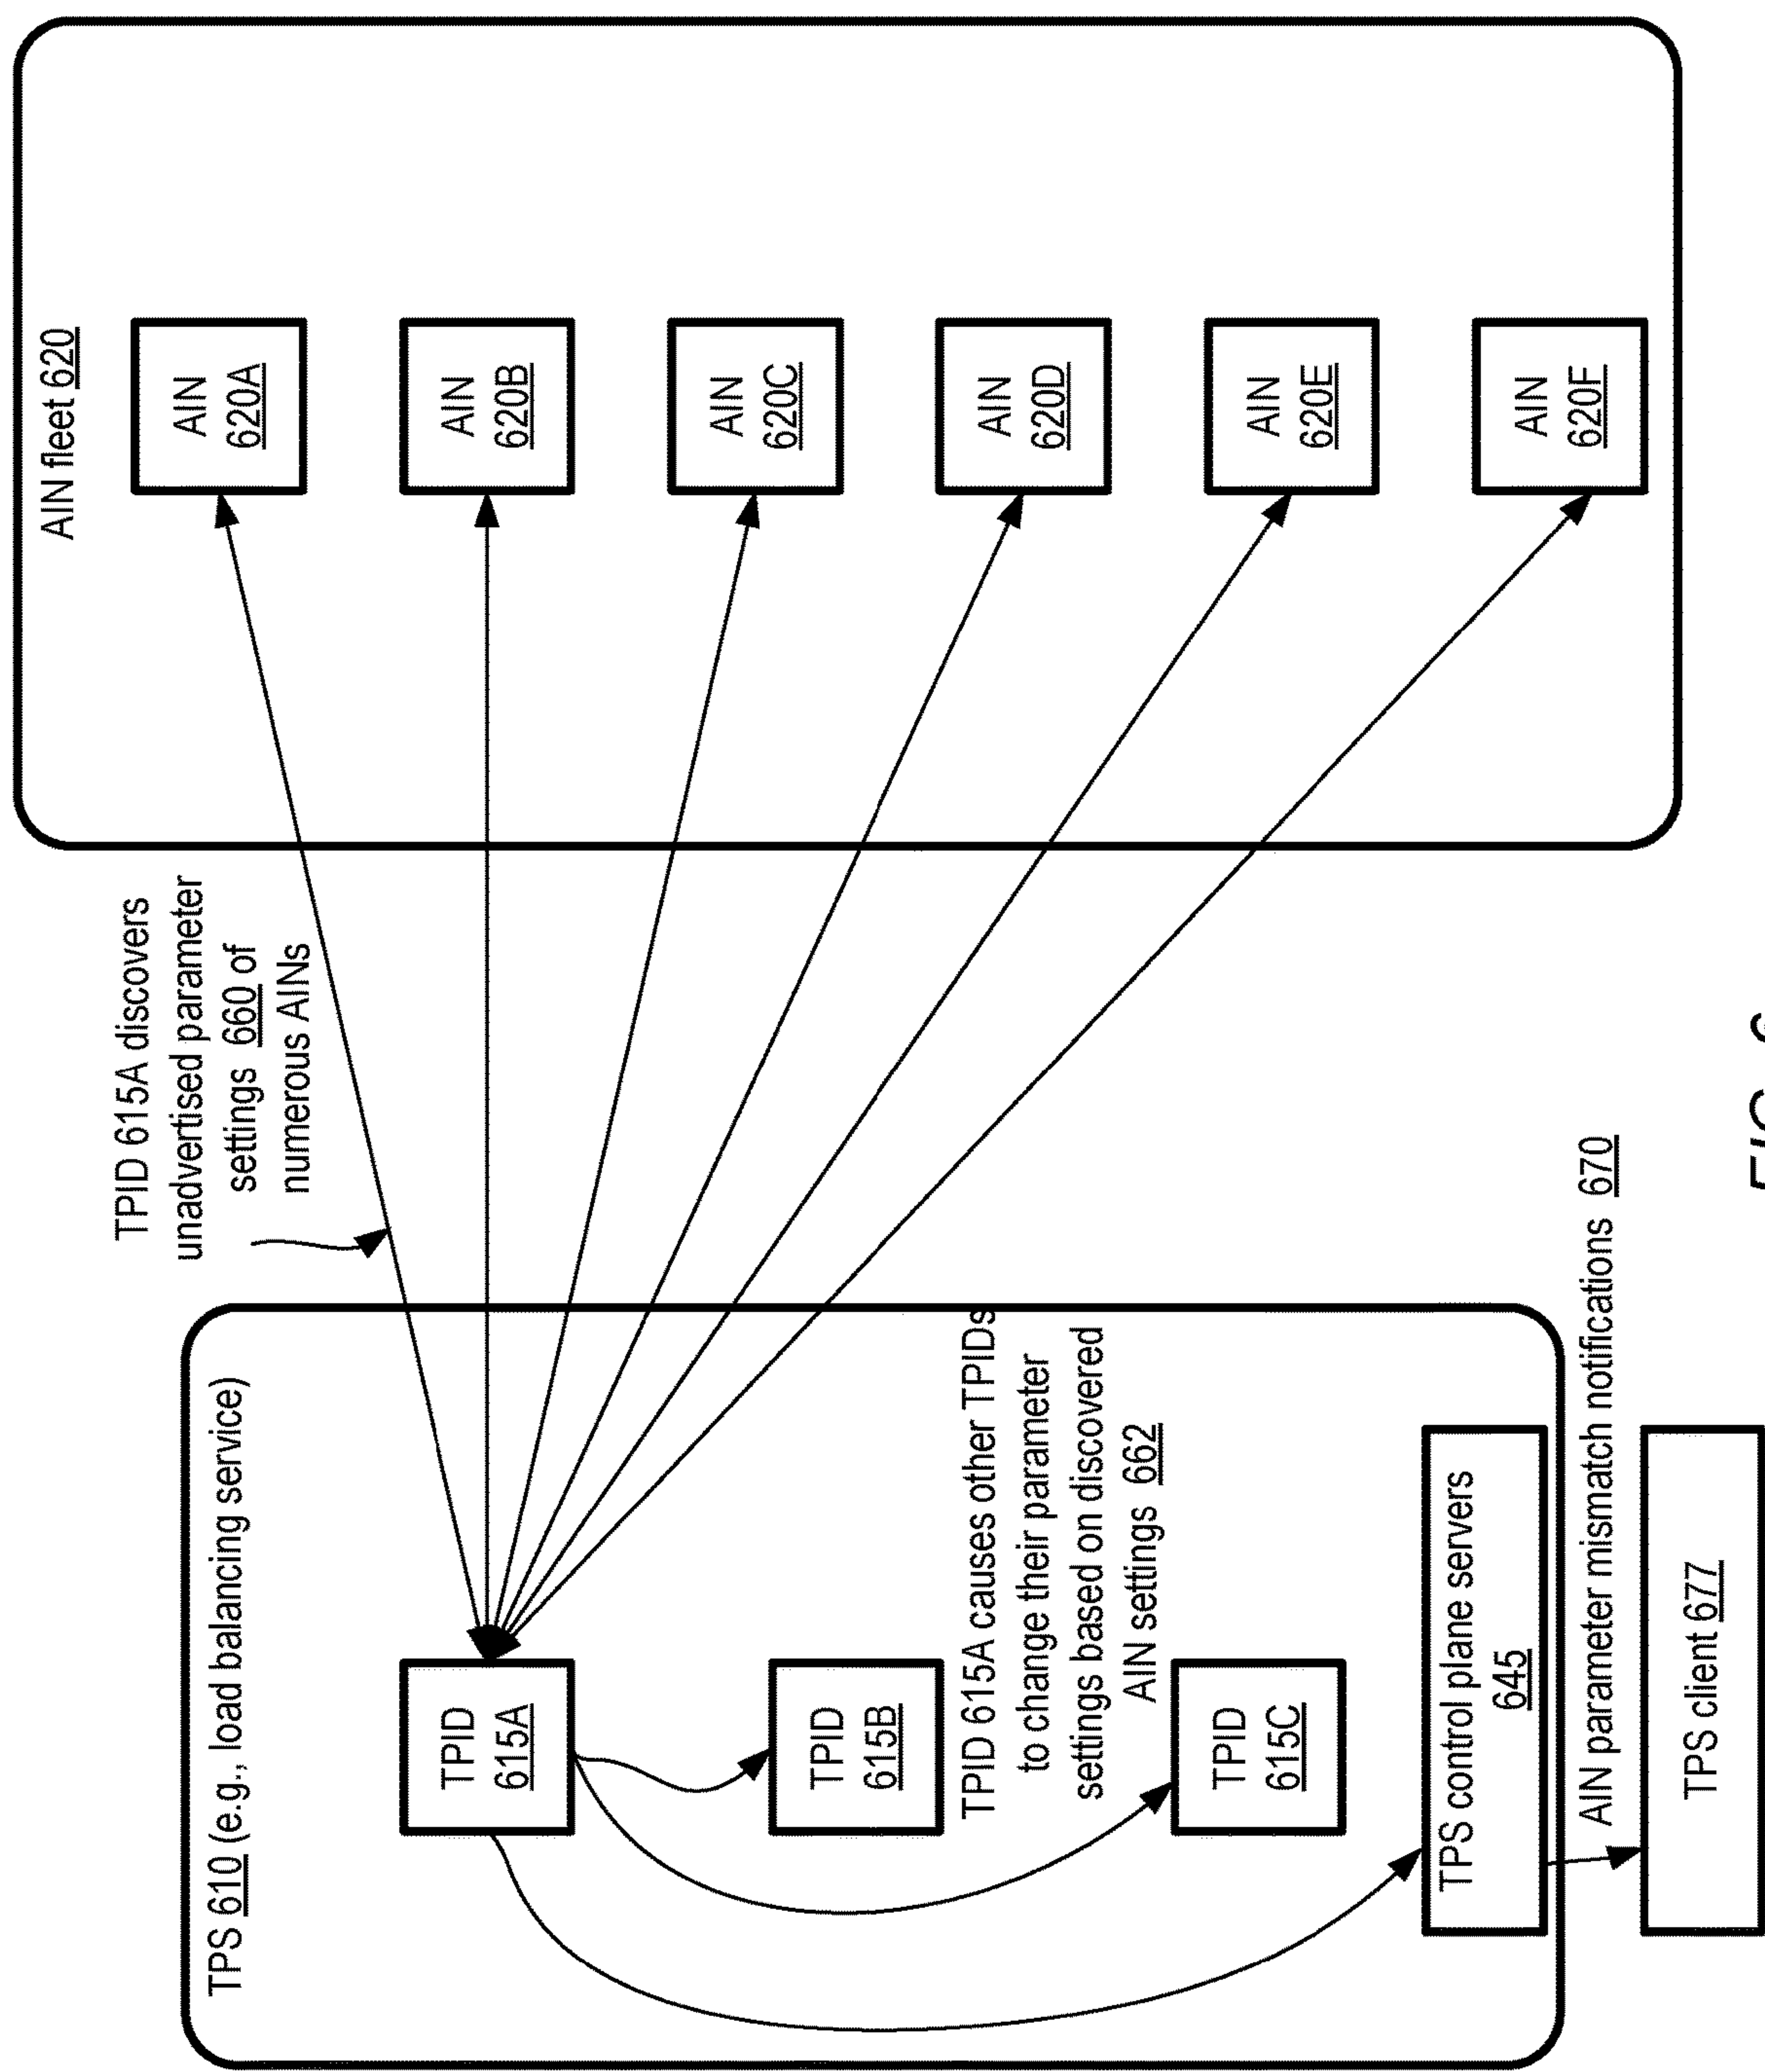 TPS 610 (e.g., load balancing service)
TPID
615A
TPID
615B
TPID 615A causes other TPIDs
to change their parameter
settings based on discovered
AIN settings 662
TPID
615C
TPS control plane servers
645
AIN parameter mismatch notifications 670
TPS client 677
TPID 615A discovers
unadvertised parameter
settings 660 of
numerous AINs
AIN fleet 620
AIN
620A
AIN
620B
AIN
620C
AIN
620D
AIN
620E
AIN
620F